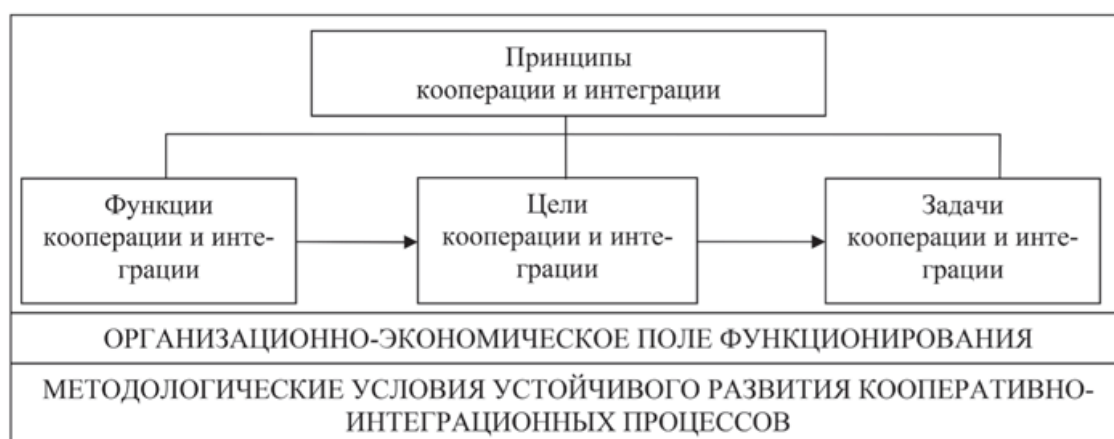 Принципы
кооперации и интеграции
Функции
кооперации и инте-
грации
Цели
кооперации и инте-
грации
Задачи
кооперации и инте-
грации
ОРГАНИЗАЦИОННО-ЭКОНОМИЧЕСКОЕ ПОЛЕ ФУНКЦИОНИРОВАНИЯ
МЕТОДОЛОГИЧЕСКИЕ УСЛОВИЯ УСТОЙЧИВОГО РАЗВИТИЯ КООПЕРАТИВНО-
ИНТЕГРАЦИОННЫХ ПРОЦЕССОВ